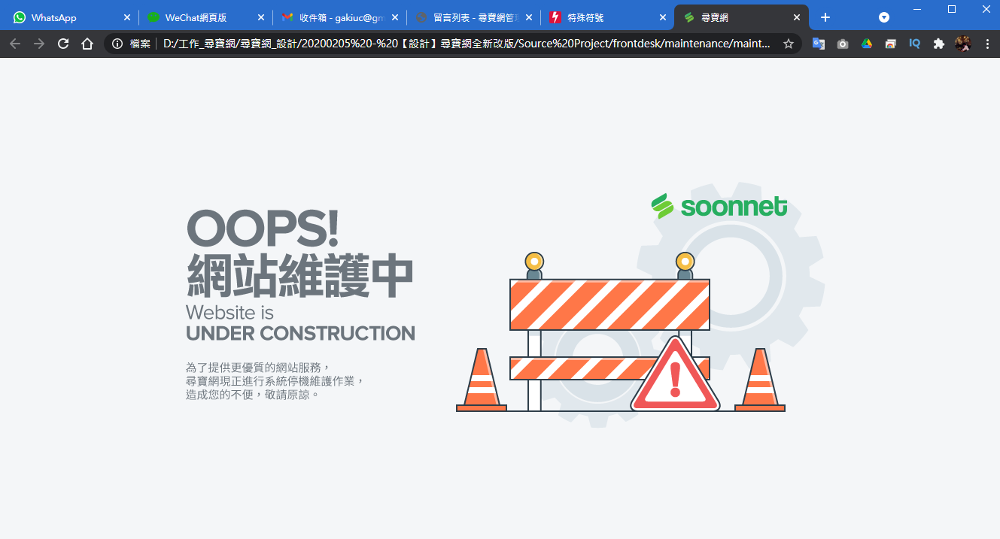 WhatsApp
WeChat網頁版
收件箱 - gakiuc@gm
留言列表 - 尋寶網管理
特殊符號
尋寶網
檔案
D:/工作_尋寶網/尋寶網_設計/20200205%20-%20【設計】尋寶網全新改版/Source%20Project/frontdesk/maintenance/maint...
IQ
soonnet
OOPS!
網站維護中
Website is
UNDER CONSTRUCTION
為了提供更優質的網站服務，
尋寶網現正進行系統停機維護作業，
造成您的不便，敬請原諒。